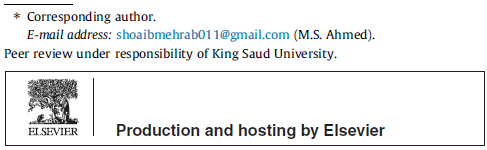 * Corresponding author.
E-mail address: shoaibmehrab011@gmail.com (M.S. Ahmed).
Peer review under responsibility of King Saud University.
ELSEVIER
Production and hosting by Elsevier